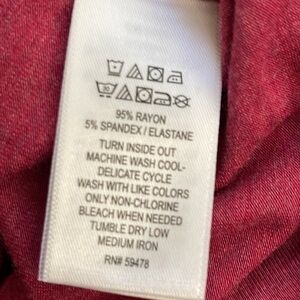 30
95% RAYON
5% SPANDEX / ELASTANE
TURN INSIDE OUT
MACHINE WASH COOL-
DELICATE CYCLE
WASH WITH LIKE COLORS
ONLY NON-CHLORINE
BLEACH WHEN NEEDED
TUMBLE DRY LOW
MEDIUM IRON
RN# 59478